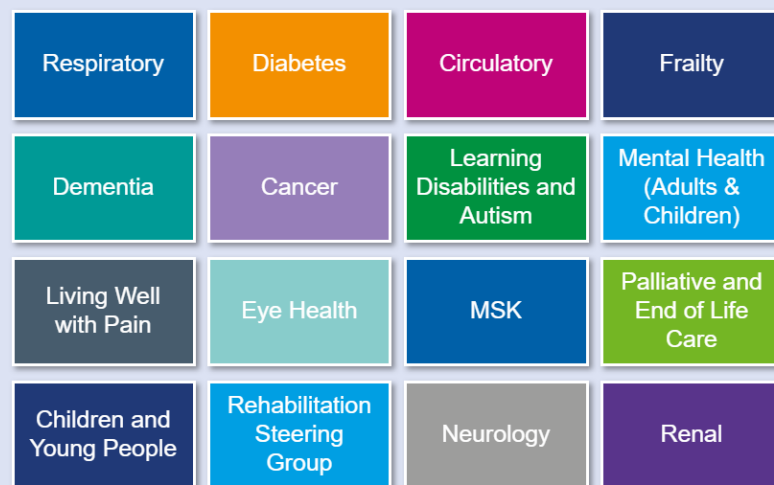 Respiratory
Diabetes
Circulatory
Frailty
Dementia
Cancer
Learning
Disabilities and
Autism
Mental Health
(Adults &
Children)
Living Well
with Pain
Eye Health
MSK
Palliative and
End of Life
Care
Children and
Young People
Rehabilitation
Steering
Group
Neurology
Renal